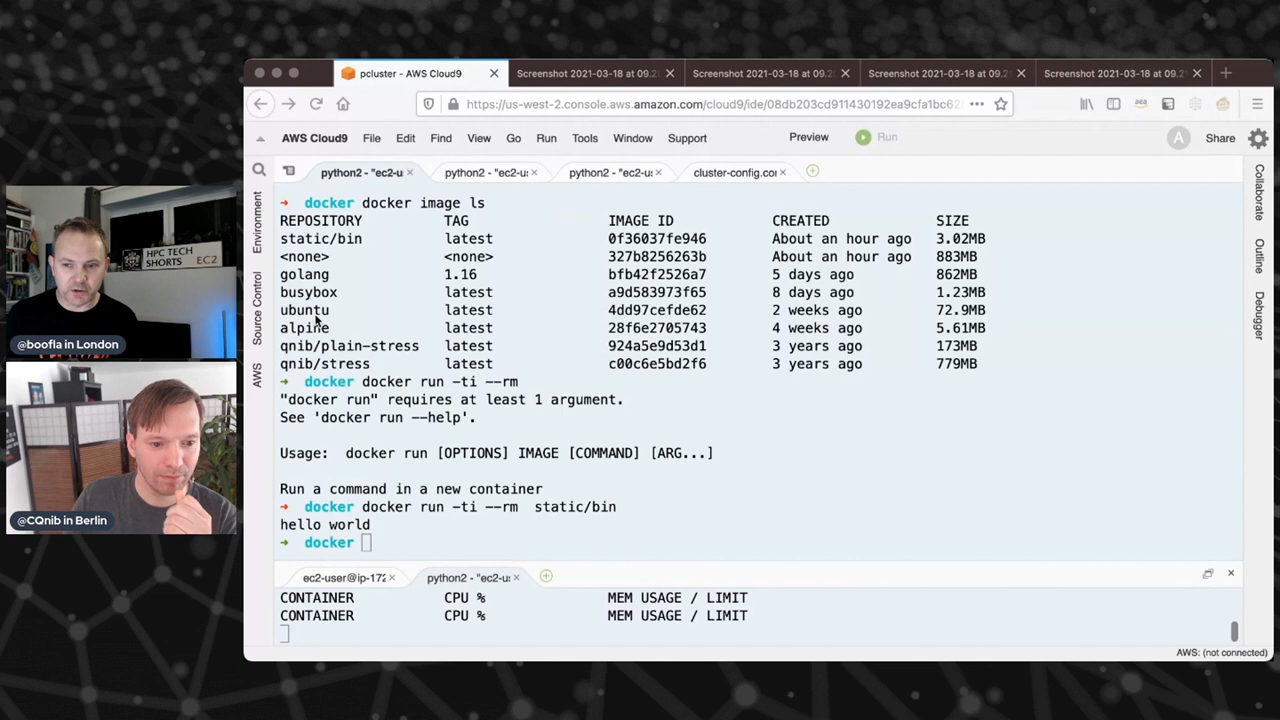 pcluster - AWS Cloud9
Screenshot 2021-03-18 at 09.2
Screenshot 2021-03-18 at 09.2
Screenshot 2021-03-18 at 09.2
Screenshot 2021-03-18 at 09.2
https://us-west-2.console.aws.amazon.com/cloud9/ide/08db203cd911430192ea9cfa1bc62
AWS Cloud9 File Edit Find View Go Run Tools Window Support Preview Run A Share
python2 - "ec2-u
python2 - "ec2-u
python2 - "ec2-u
cluster-config.con
Environment
Source Control
AWS
Collaborate
Outline
Debugger
→ docker docker image ls
REPOSITORY TAG IMAGE ID CREATED SIZE
static/bin latest 0f36037fe946 About an hour ago 3.02MB
<none> <none> 327b8256263b About an hour ago 883MB
golang 1.16 bfb42f2526a7 5 days ago 862MB
busybox latest a9d583973f65 8 days ago 1.23MB
ubuntu latest 4dd97cefde62 2 weeks ago 72.9MB
alpine latest 28f6e2705743 4 weeks ago 5.61MB
qnib/plain-stress latest 924a5e9d53d1 3 years ago 173MB
qnib/stress latest c00c6e5bd2f6 3 years ago 779MB
→ docker docker run -ti --rm
"docker run" requires at least 1 argument.
See 'docker run --help'.
Usage: docker run [OPTIONS] IMAGE [COMMAND] [ARG...]
Run a command in a new container
→ docker docker run -ti --rm static/bin
hello world
→ docker
ec2-user@ip-172
python2 - "ec2-u
CONTAINER CPU % MEM USAGE / LIMIT
CONTAINER CPU % MEM USAGE / LIMIT
AWS: (not connected)
HPC TECH
SHORTS EC2
@boofla in London
@CQnib in Berlin